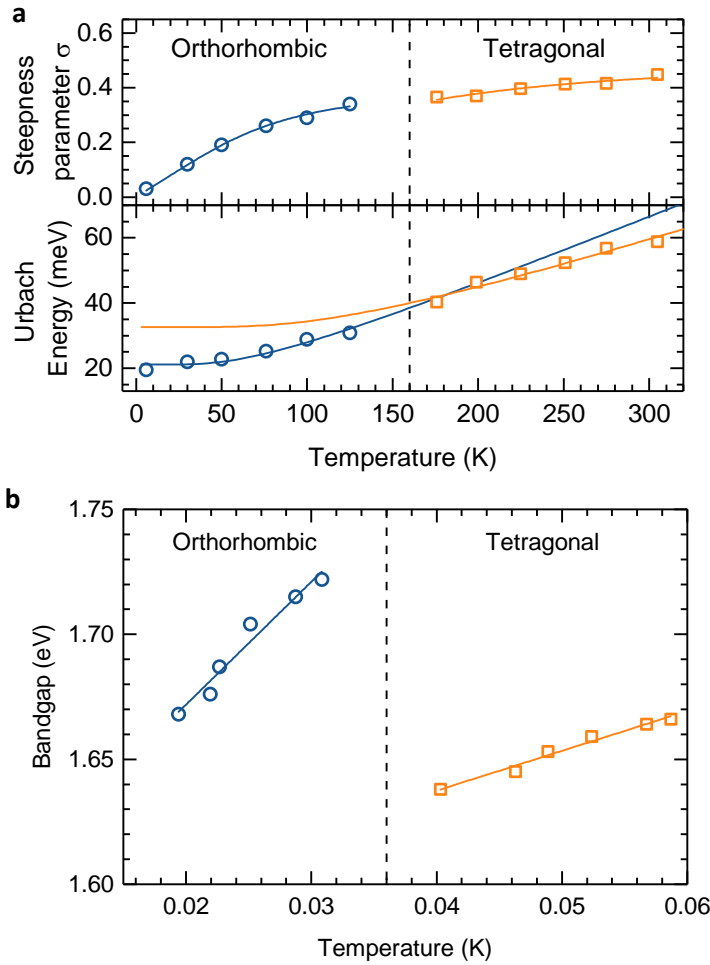 a
Steepness
parameter σ
0.6
0.4
0.2
0.0
Orthorhombic
Tetragonal
Urbach
Energy (meV)
60
40
20
0 50 100 150 200 250 300
Temperature (K)
b
Bandgap (eV)
1.75
1.70
1.65
1.60
Orthorhombic
Tetragonal
0.02 0.03 0.04 0.05 0.06
Temperature (K)